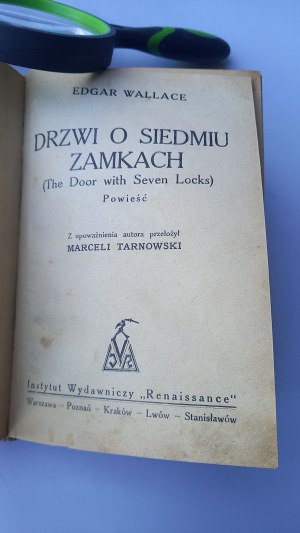 EDGAR WALLACE
DRZWI O SIEDMIU
ZAMKACH
(The Door with Seven Locks)
Powieść
Z upoważnienia autora przełożył
MARCELI TARNOWSKI
Instytut Wydawniczy „Renaissance"
Warszawa – Poznań – Kraków – Lwów – Stanisławów